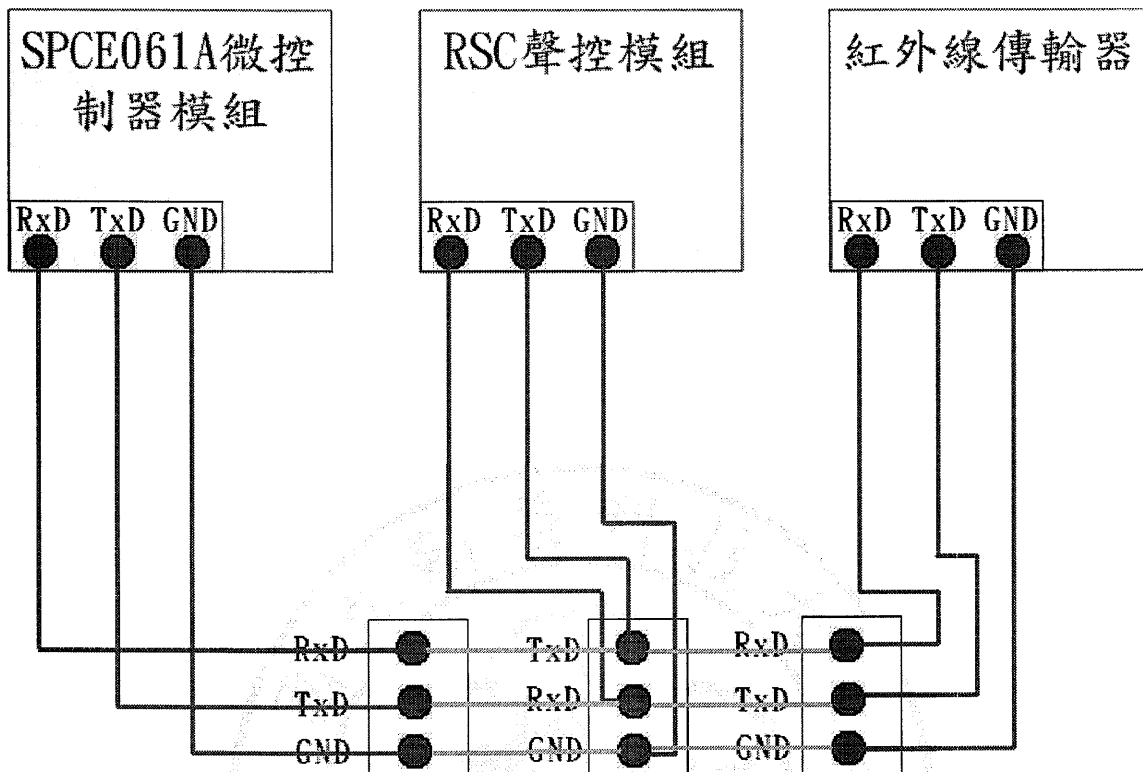 SPCE061A微控
制器模組
RSC聲控模組
紅外線傳輸器
RxD TxD GND
RxD TxD GND
RxD TxD GND
RxD TxD RxD
TxD RxD TxD
GND GND GND